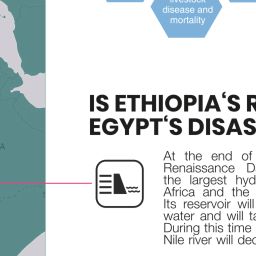 livestock
disease and
mortality
IS ETHIOPIA‘S R
EGYPT‘S DISAS
At the end of
Renaissance D
the largest hyd
Africa and the
Its reservoir will
water and will ta
During this time
Nile river will dec